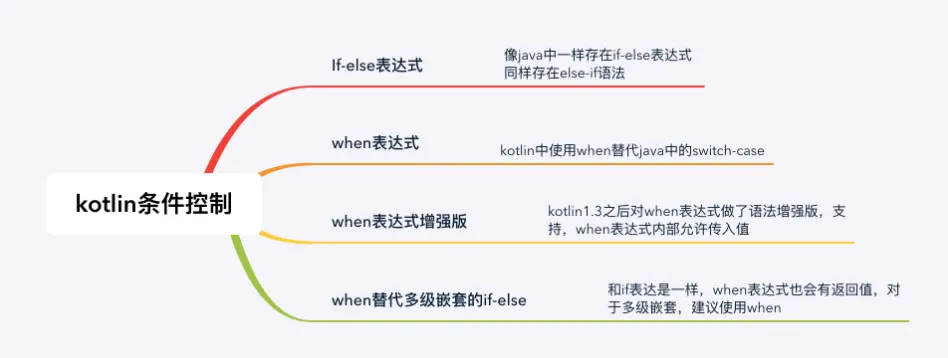 kotlin条件控制
If-else表达式
像java中一样存在if-else表达式
同样存在else-if语法
when表达式
kotlin中使用when替代java中的switch-case
when表达式增强版
kotlin1.3之后对when表达式做了语法增强版，支
持，when表达式内部允许传入值
when替代多级嵌套的if-else
和if表达是一样，when表达式也会有返回值，对
于多级嵌套，建议使用when